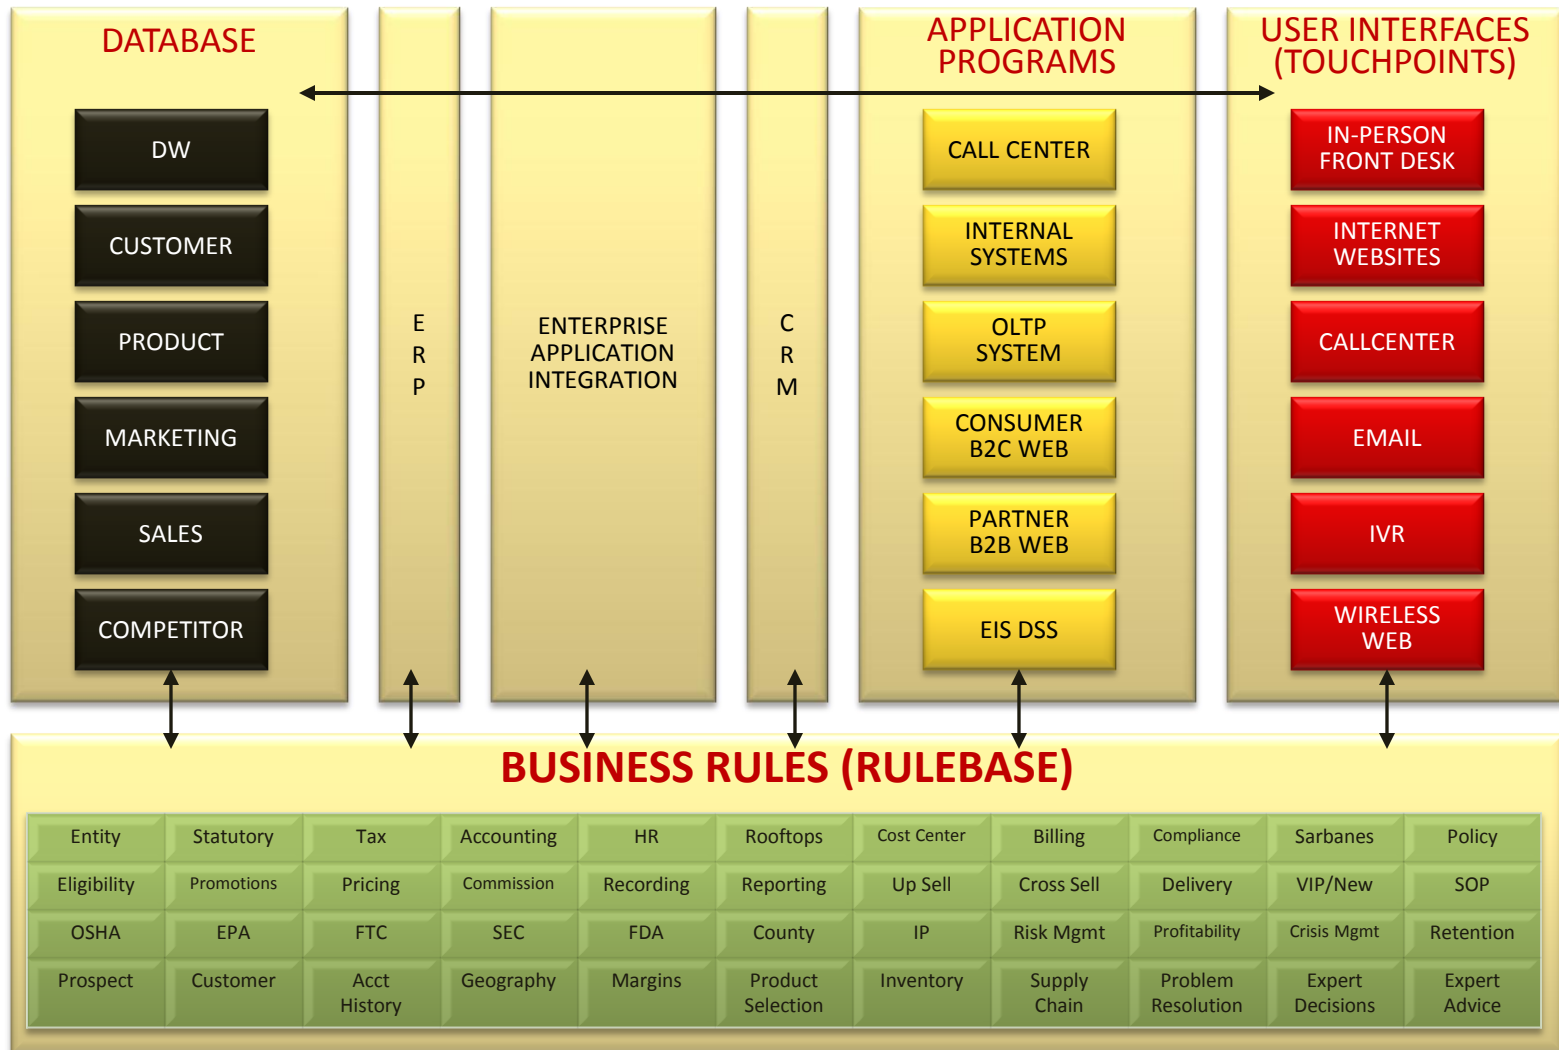 DATABASE
DW
CUSTOMER
PRODUCT
MARKETING
SALES
COMPETITOR
E
R
P
ENTERPRISE
APPLICATION
INTEGRATION
C
R
M
APPLICATION
PROGRAMS
CALL CENTER
INTERNAL
SYSTEMS
OLTP
SYSTEM
CONSUMER
B2C WEB
PARTNER
B2B WEB
EIS DSS
USER INTERFACES
(TOUCHPOINTS)
IN-PERSON
FRONT DESK
INTERNET
WEBSITES
CALLCENTER
EMAIL
IVR
WIRELESS
WEB
BUSINESS RULES (RULEBASE)
Entity Statutory Tax Accounting HR Rooftops Cost Center Billing Compliance Sarbanes Policy
Eligibility Promotions Pricing Commission Recording Reporting Up Sell Cross Sell Delivery VIP/New SOP
OSHA EPA FTC SEC FDA County IP Risk Mgmt Profitability Crisis Mgmt Retention
Prospect Customer Acct Geography Margins Product Inventory Supply Problem Expert Expert
History Selection Chain Resolution Decisions Advice